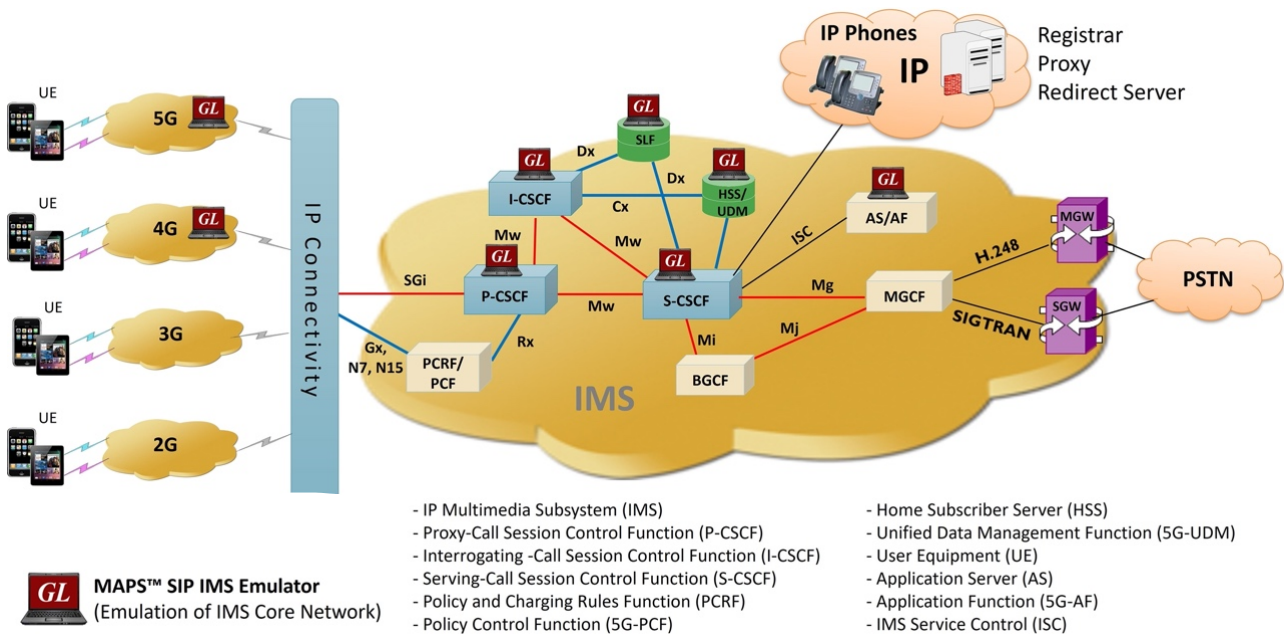 IP Phones
IP
Registrar
Proxy
Redirect Server
UE
5G
GL
UE
4G
GL
UE
3G
UE
2G
IP Connectivity
GL
SLF
Dx
GL
I-CSCF
Dx
GL
HSS/
UDM
Cx
GL
AS/AF
ISC
Mw
Mw
GL
P-CSCF
SGi
Mw
GL
S-CSCF
Mg
MGCF
H.248
MGW
SIGTRAN
SGW
PSTN
Gx,
N7, N15
Rx
PCRF/
PCF
Mi
Mj
BGCF
IMS
- IP Multimedia Subsystem (IMS)
- Proxy-Call Session Control Function (P-CSCF)
- Interrogating -Call Session Control Function (I-CSCF)
- Serving-Call Session Control Function (S-CSCF)
- Policy and Charging Rules Function (PCRF)
- Policy Control Function (5G-PCF)
- Home Subscriber Server (HSS)
- Unified Data Management Function (5G-UDM)
- User Equipment (UE)
- Application Server (AS)
- Application Function (5G-AF)
- IMS Service Control (ISC)
GL
MAPS™ SIP IMS Emulator
(Emulation of IMS Core Network)